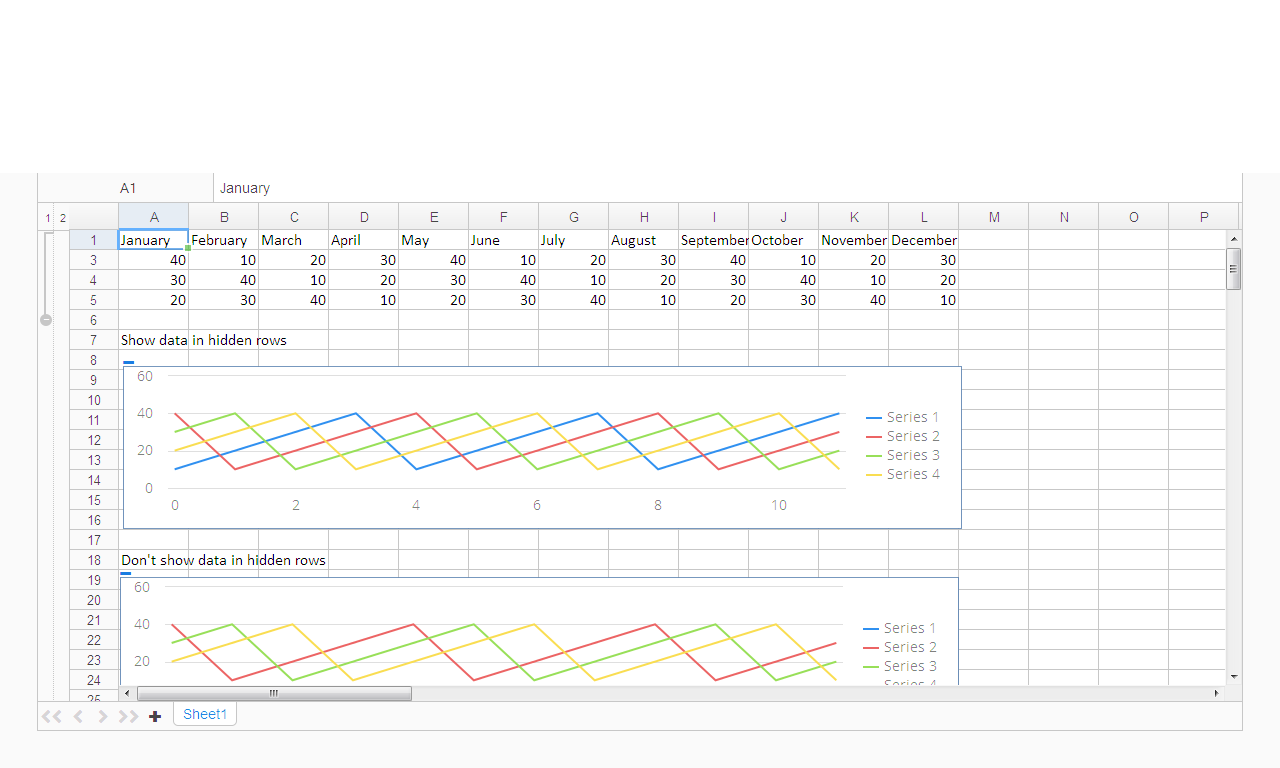 A1 January
1 2 A B C D E F G H I J K L M N O P
1 January February March April May June July August September October November December
3 40 10 20 30 40 10 20 30 40 10 20 30
4 30 40 10 20 30 40 10 20 30 40 10 20
5 20 30 40 10 20 30 40 10 20 30 40 10
6
7 Show data in hidden rows
8
9
10
11
12
13
14
15
16
60
40
20
0
0 2 4 6 8 10
Series 1
Series 2
Series 3
Series 4
17
18 Don't show data in hidden rows
19
20
21
22
23
24
25
60
40
20
Series 1
Series 2
Series 3
Series 4
Sheet1